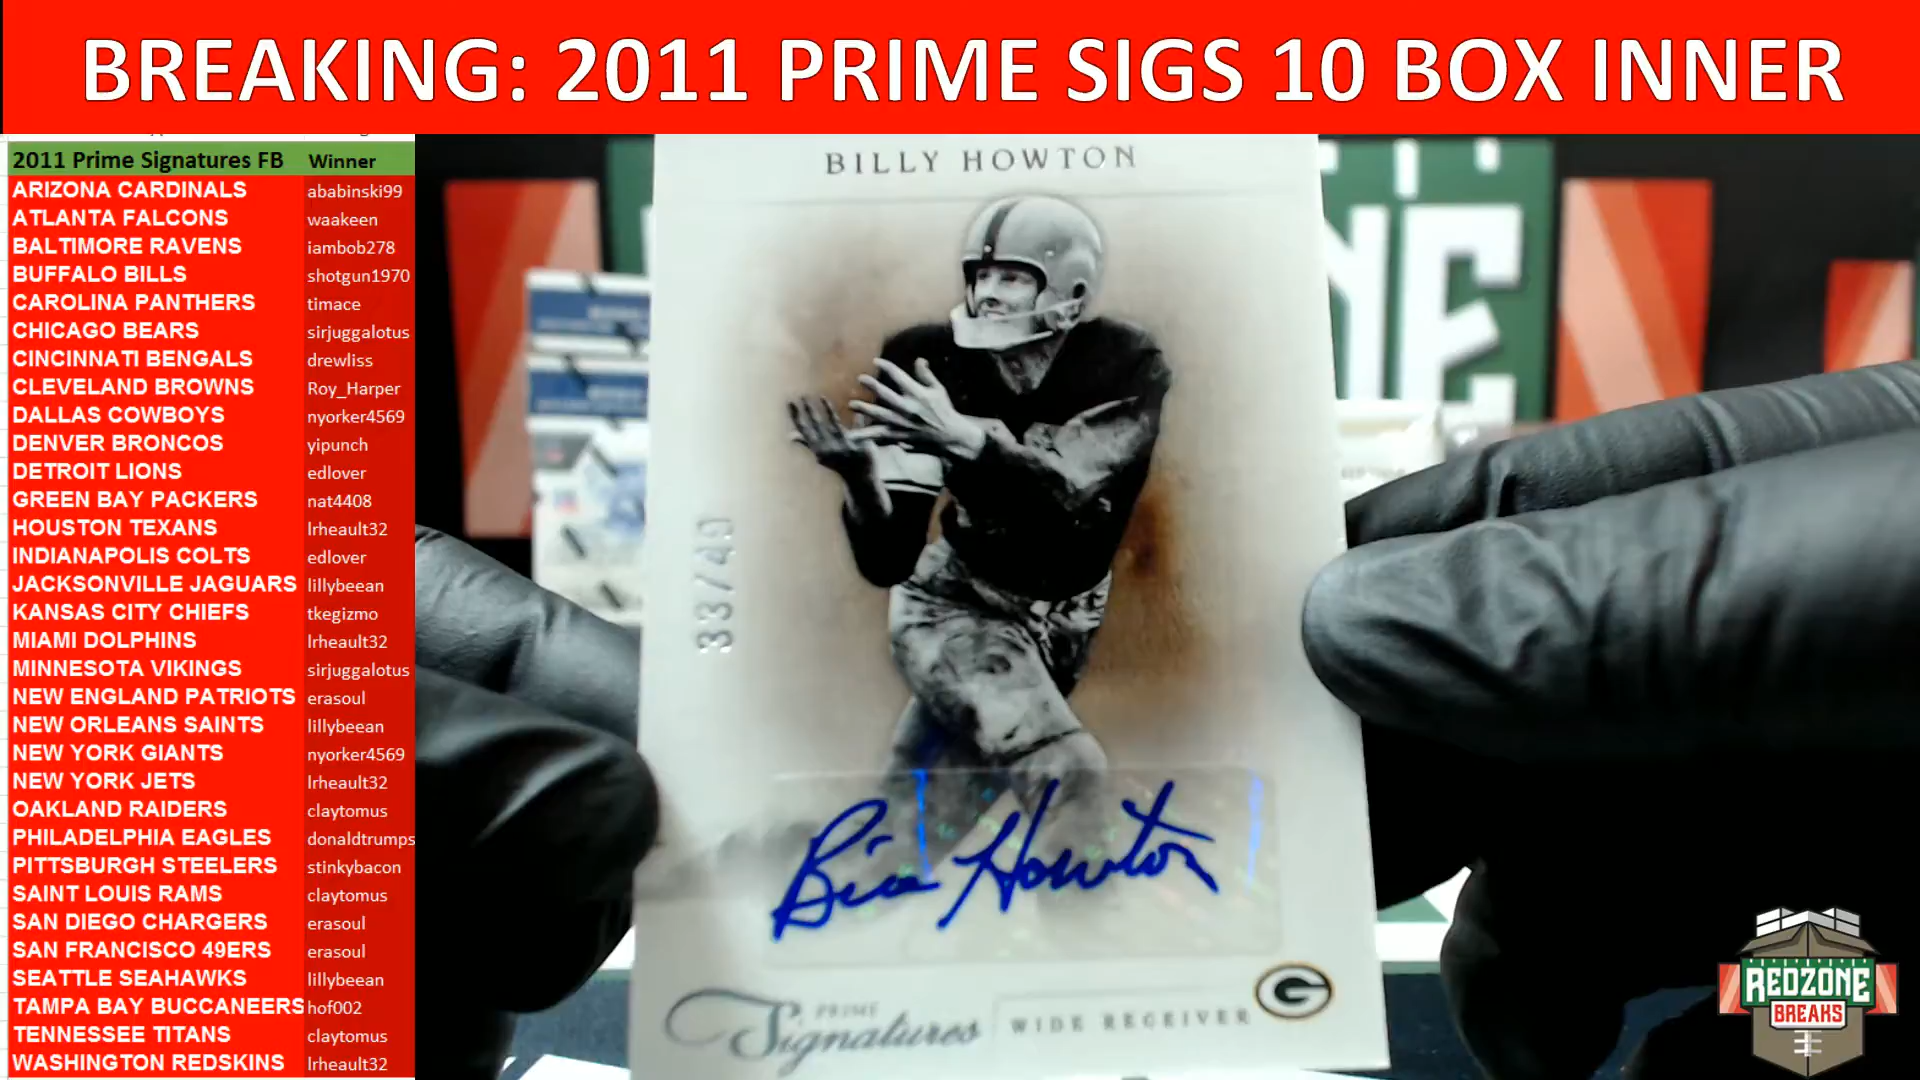 BREAKING: 2011 PRIME SIGS 10 BOX INNER
2011 Prime Signatures FB Winner
ARIZONA CARDINALS ababinski99
ATLANTA FALCONS waakeen
BALTIMORE RAVENS iambob278
BUFFALO BILLS shotgun1970
CAROLINA PANTHERS timace
CHICAGO BEARS sirjuggalotus
CINCINNATI BENGALS drewliss
CLEVELAND BROWNS Roy_Harper
DALLAS COWBOYS nyorker4569
DENVER BRONCOS yipunch
DETROIT LIONS edlover
GREEN BAY PACKERS nat4408
HOUSTON TEXANS lrheault32
INDIANAPOLIS COLTS edlover
JACKSONVILLE JAGUARS lillybeean
KANSAS CITY CHIEFS tkegizmo
MIAMI DOLPHINS lrheault32
MINNESOTA VIKINGS sirjuggalotus
NEW ENGLAND PATRIOTS erasoul
NEW ORLEANS SAINTS lillybeean
NEW YORK GIANTS nyorker4569
NEW YORK JETS lrheault32
OAKLAND RAIDERS claytomus
PHILADELPHIA EAGLES donaldtrumps
PITTSBURGH STEELERS stinkybacon
SAINT LOUIS RAMS claytomus
SAN DIEGO CHARGERS erasoul
SAN FRANCISCO 49ERS erasoul
SEATTLE SEAHAWKS lillybeean
TAMPA BAY BUCCANEERS hof002
TENNESSEE TITANS claytomus
WASHINGTON REDSKINS lrheault32
BILLY HOWTON
33/49
Bill Howton
PRIME
Signatures
WIDE RECEIVER
G
REDZONE
BREAKS